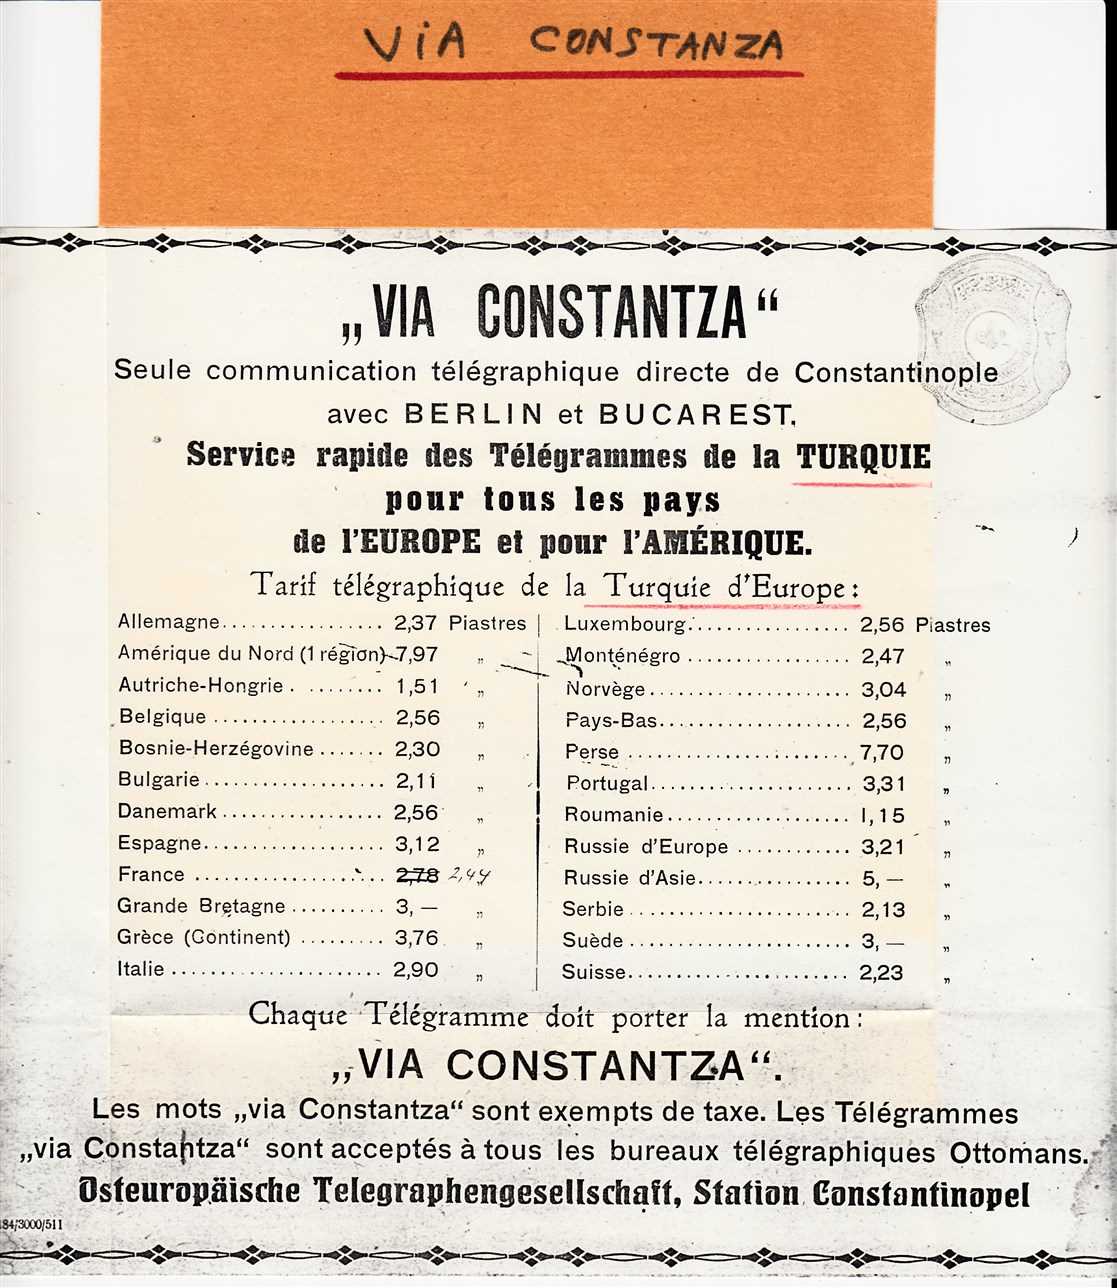 ViA CONSTANZA
„VIA CONSTANTZA“
Seule communication télégraphique directe de Constantinople
avec BERLIN et BUCAREST.
Service rapide des Télégrammes de la TURQUIE
pour tous les pays
de l'EUROPE et pour l'AMÉRIQUE.
Tarif télégraphique de la Turquie d'Europe:
Allemagne................. 2,37 Piastres
Amérique du Nord (1 région) 7,97 „
Autriche-Hongrie . ........ 1,51 „
Belgique .................. 2,56 „
Bosnie-Herzégovine ....... 2,30 „
Bulgarie................... 2,11 „
Danemark ................. 2,56 „
Espagne................... 3,12 „
France .................... 2,78 2,44 „
Grande Bretagne .......... 3,— „
Grèce (Continent) ......... 3,76 „
Italie ...................... 2,90 „
Luxembourg................. 2,56 Piastres
Monténégro ................. 2,47 „
Norvège..................... 3,04 „
Pays-Bas.................... 2,56 „
Perse ....................... 7,70 „
Portugal..................... 3,31 „
Roumanie................... 1,15 „
Russie d'Europe ............ 3,21 „
Russie d'Asie................ 5,— „
Serbie ....................... 2,13 „
Suède ....................... 3,— „
Suisse....................... 2,23 „
Chaque Télégramme doit porter la mention:
„VIA CONSTANTZA“.
Les mots „via Constantza“ sont exempts de taxe. Les Télégrammes
„via Constantza“ sont acceptés à tous les bureaux télégraphiques Ottomans.
Osteuropäische Telegraphengesellschaft, Station Constantinopel
184/3000/511